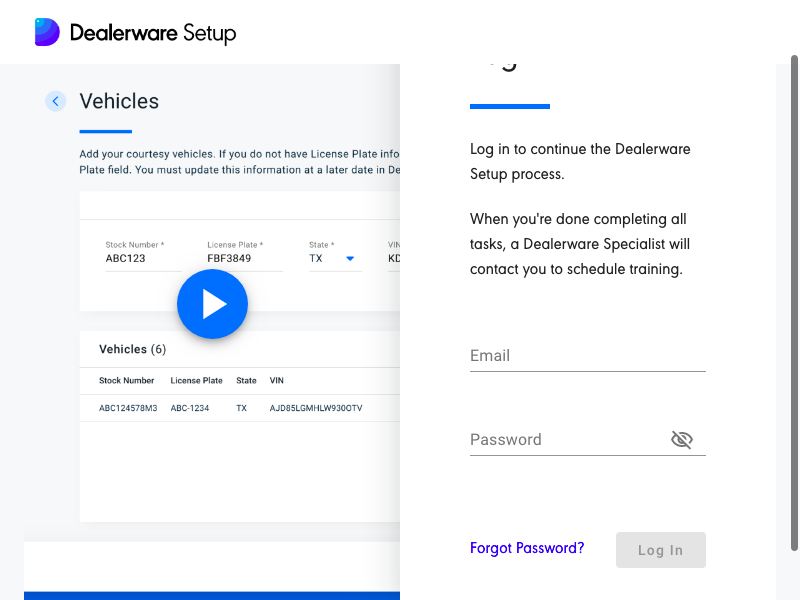 Dealerware Setup
Vehicles
Add your courtesy vehicles. If you do not have License Plate info
Plate field. You must update this information at a later date in De
Stock Number *
License Plate *
State *
VIN
ABC123
FBF3849
TX
KD
Vehicles (6)
Stock Number License Plate State VIN
ABC124578M3 ABC-1234 TX AJD85LGMHLW930OTV
Log in to continue the Dealerware
Setup process.
When you're done completing all
tasks, a Dealerware Specialist will
contact you to schedule training.
Email
Password
Forgot Password?
Log In